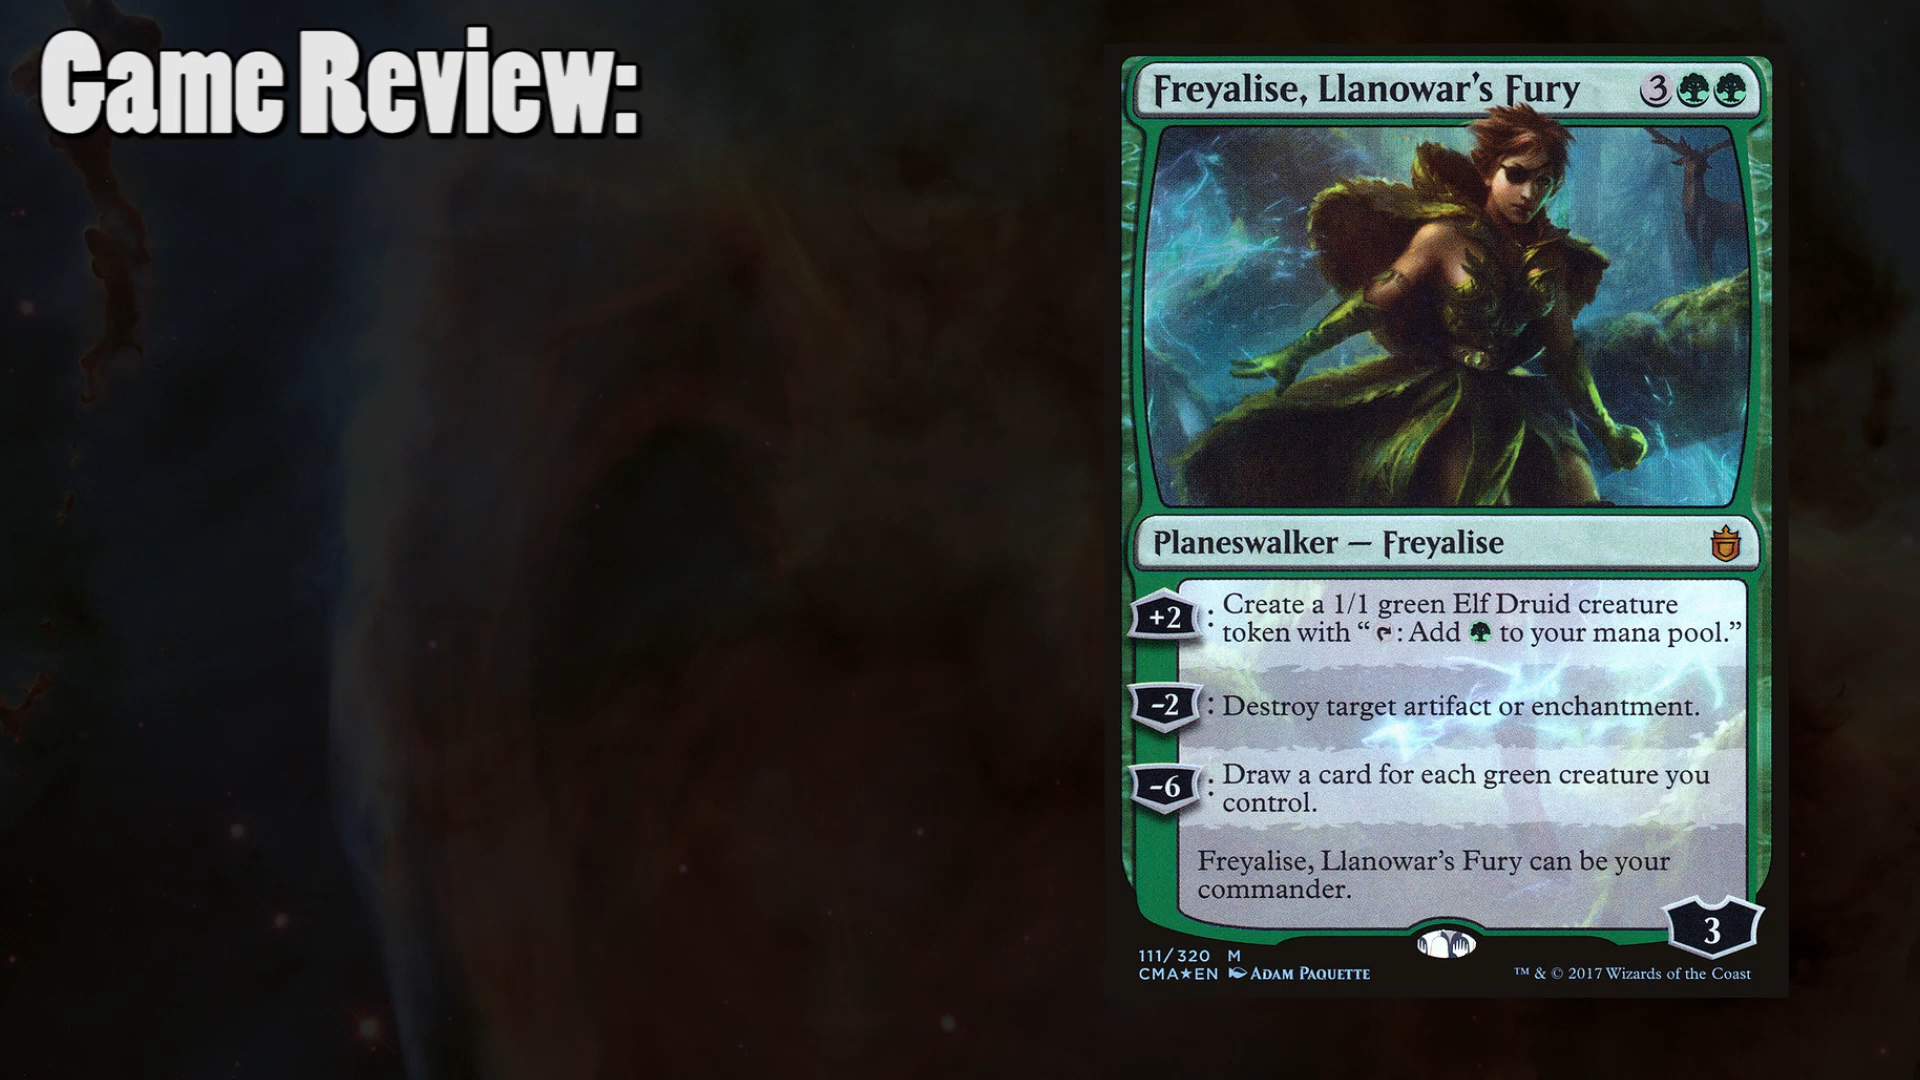 Game Review:
Freyalise, Llanowar's Fury 3
Planeswalker — Freyalise
+2 : Create a 1/1 green Elf Druid creature
token with “ : Add to your mana pool.”
-2 : Destroy target artifact or enchantment.
-6 : Draw a card for each green creature you
control.
Freyalise, Llanowar's Fury can be your
commander.
3
111/320 M
CMA★EN ADAM PAQUETTE ™ & © 2017 Wizards of the Coast